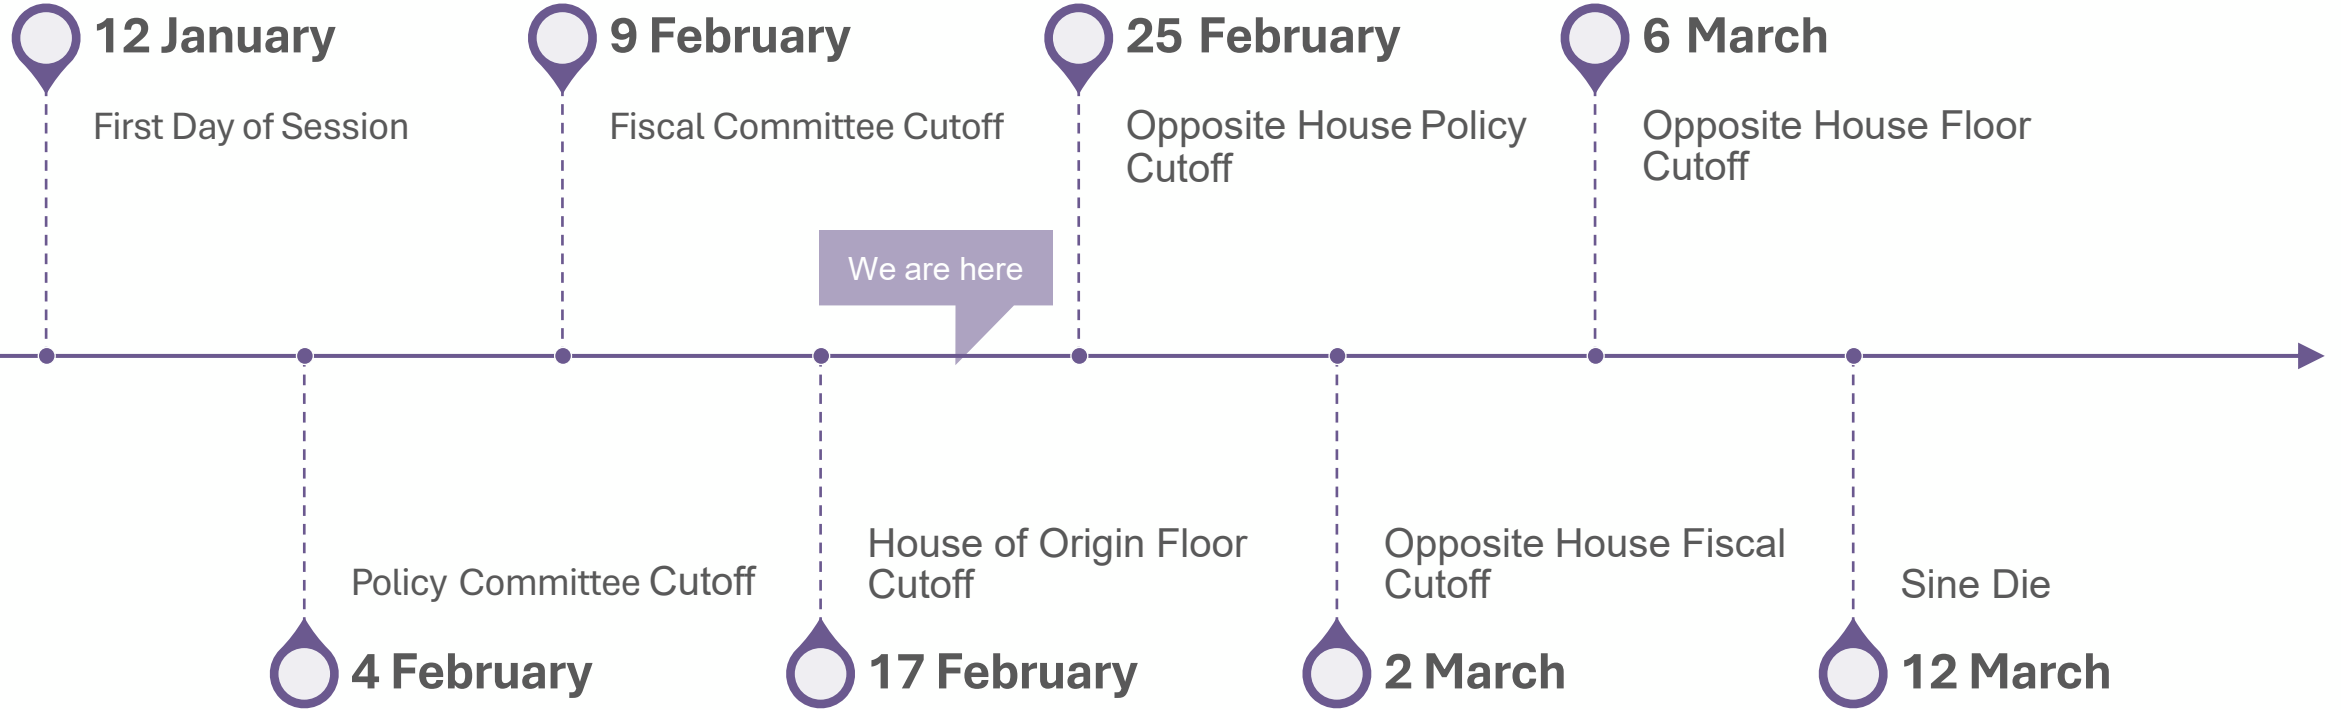 12 January
First Day of Session
9 February
Fiscal Committee Cutoff
25 February
Opposite House Policy
Cutoff
6 March
Opposite House Floor
Cutoff
We are here
Policy Committee Cutoff
4 February
House of Origin Floor
Cutoff
17 February
Opposite House Fiscal
Cutoff
2 March
Sine Die
12 March